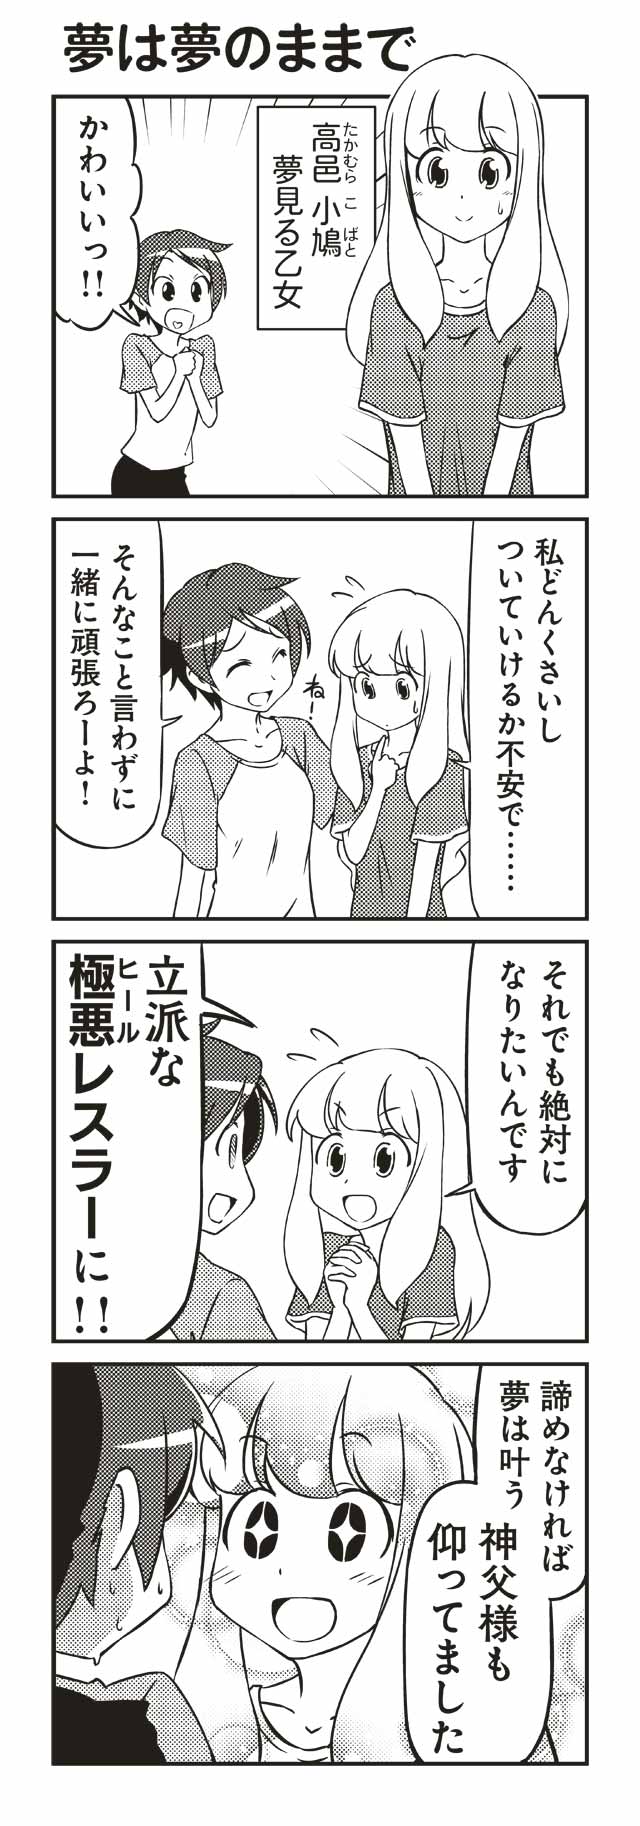 夢は夢のままで
高邑 小鳩
たかむら こ ばと
夢見る乙女
かわいいっ!!
私どんくさいし
ついていけるか不安で……
ね!
そんなこと言わずに
一緒に頑張ろーよ!
それでも絶対に
なりたいんです
立派な
極悪レスラーに!!
ヒール
諦めなければ
夢は叶う
神父様も
仰ってました